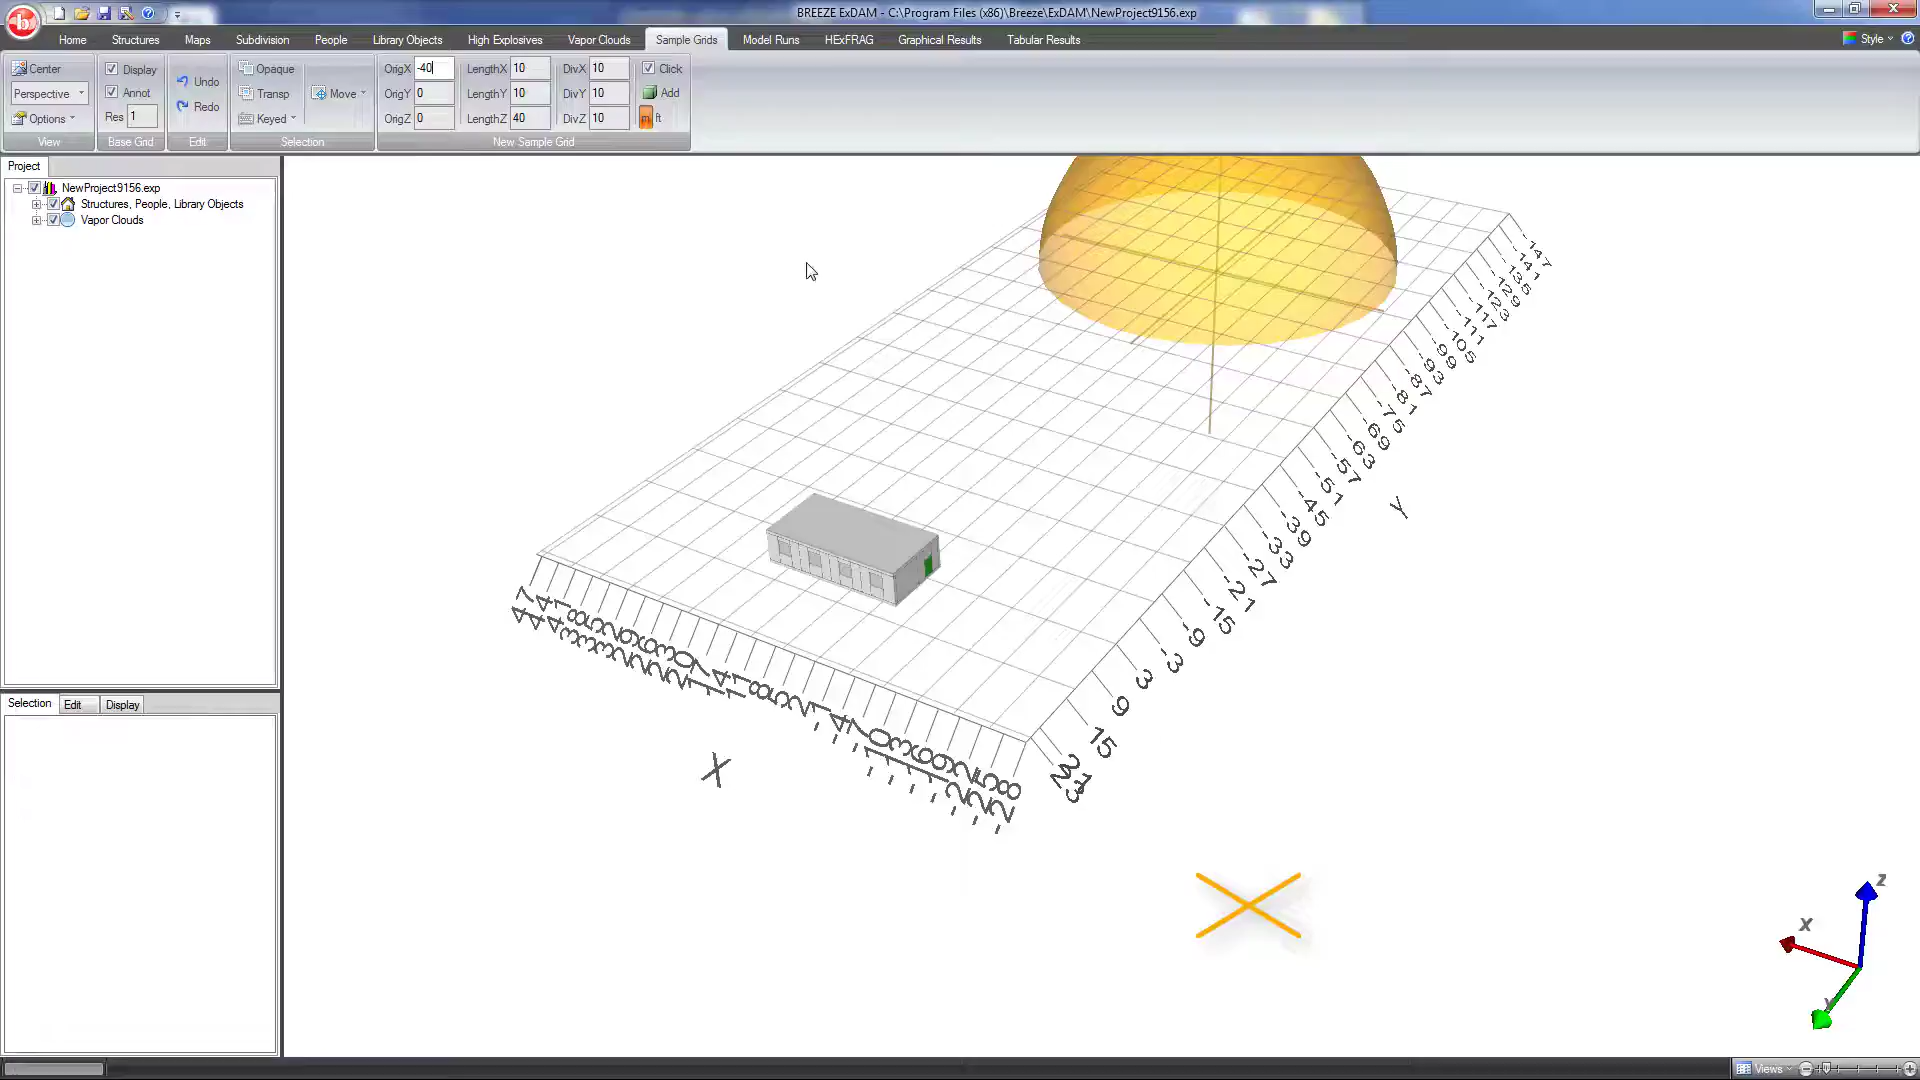 BREEZE ExDAM - C:\Program Files (x86)\Breeze\ExDAM\NewProject9156.exp
Home Structures Maps Subdivision People Library Objects High Explosives Vapor Clouds Sample Grids Model Runs HExFRAG Graphical Results Tabular Results Style
Center Display Undo Opaque OrigX -40 LengthX 10 DivX 10 Click
Perspective Annot Redo Transp Move OrigY 0 LengthY 10 DivY 10 Add
Options Res 1 Keyed OrigZ 0 LengthZ 40 DivZ 10 m ft
View Base Grid Edit Selection New Sample Grid
Project
NewProject9156.exp
Structures, People, Library Objects
Vapor Clouds
Selection Edit Display
X
Y
Z
X
Y
Views